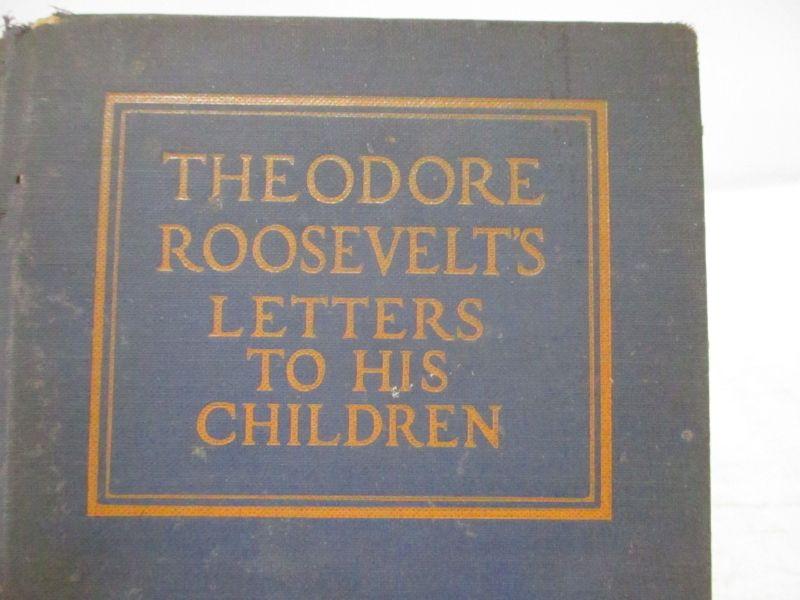 THEODORE
ROOSEVELT'S
LETTERS
TO HIS
CHILDREN